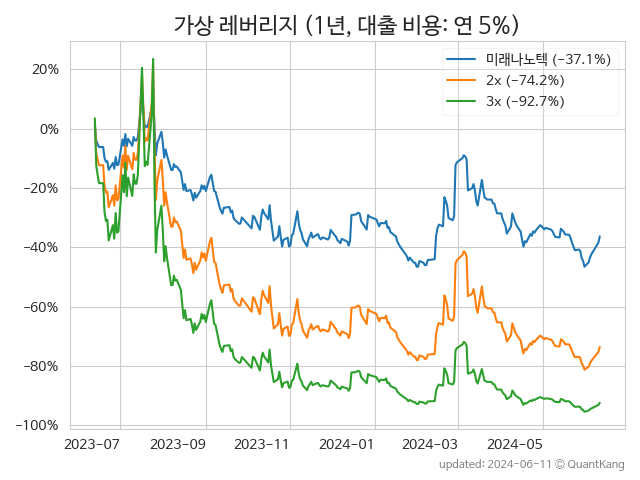 가상 레버리지 (1년, 대출 비용: 연 5%)
미래나노텍 (−37.1%)
2x (−74.2%)
3x (−92.7%)
20%
0%
−20%
−40%
−60%
−80%
−100%
2023-07 2023-09 2023-11 2024-01 2024-03 2024-05
updated: 2024-06-11 © QuantKang